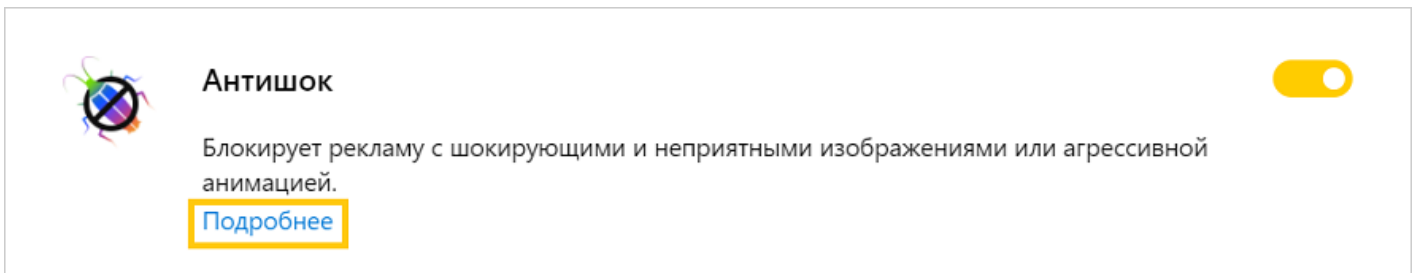 Антишок
Блокирует рекламу с шокирующими и неприятными изображениями или агрессивной
анимацией.
Подробнее